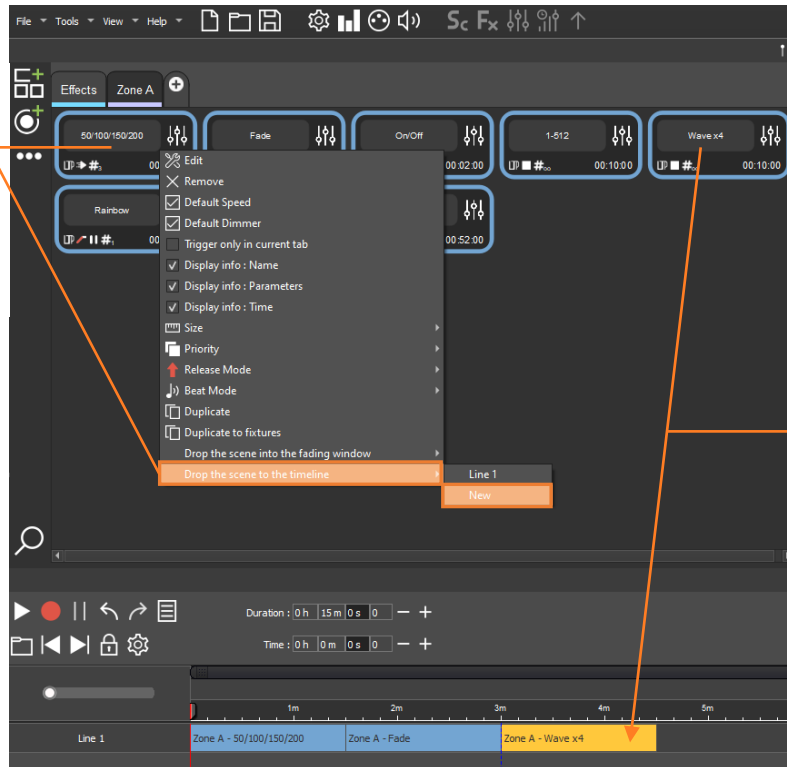 File Tools View Help
Sc Fx
Effects Zone A
50/100/150/200 Fade On/Off 1-512 Wave x4
#₃ 00 00:02:00 #∞ 00:10:00 #∞ 00:10:00
Edit
Remove
Default Speed
Rainbow
Default Dimmer
#₁ 00 00:52:00
Trigger only in current tab
Display info : Name
Display info : Parameters
Display info : Time
Size
Priority
Release Mode
Beat Mode
Duplicate
Duplicate to fixtures
Drop the scene into the fading window
Drop the scene to the timeline Line 1
New
Duration : 0 h 15 m 0 s 0
Time : 0 h 0 m 0 s 0
1m 2m 3m 4m 5m
Line 1 Zone A - 50/100/150/200 Zone A - Fade Zone A - Wave x4